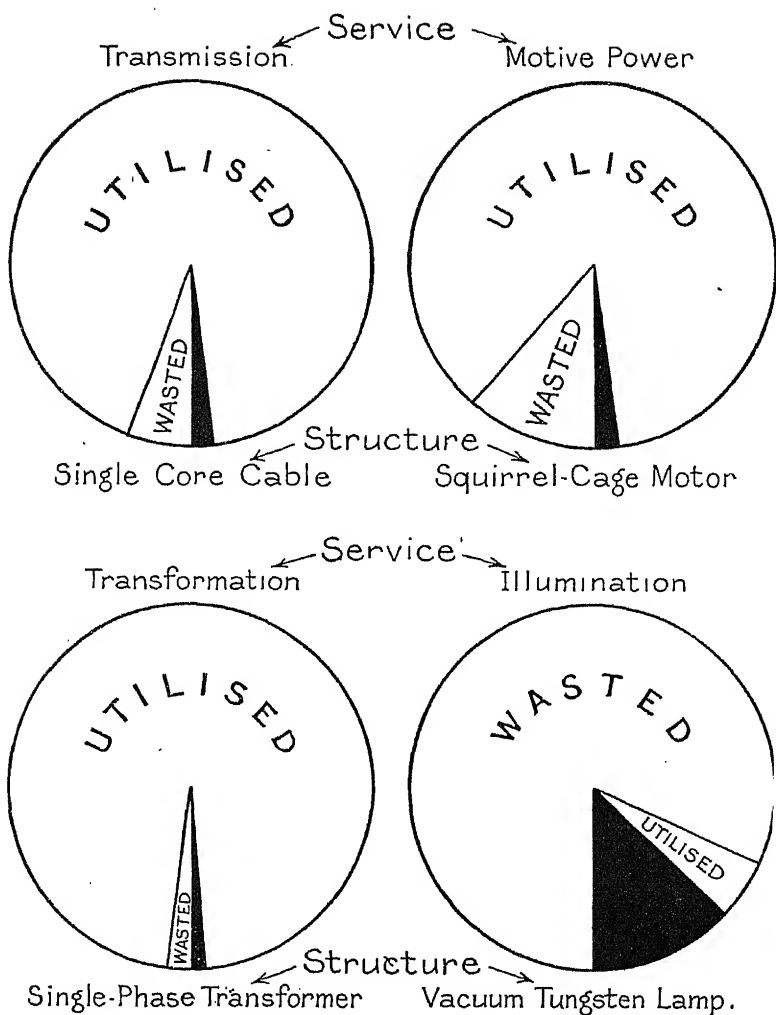 Service
Transmission Motive Power
UTILISED UTILISED
WASTED WASTED
Structure
Single Core Cable Squirrel-Cage Motor
Service
Transformation Illumination
UTILISED WASTED
UTILISED
WASTED
Structure
Single-Phase Transformer Vacuum Tungsten Lamp.